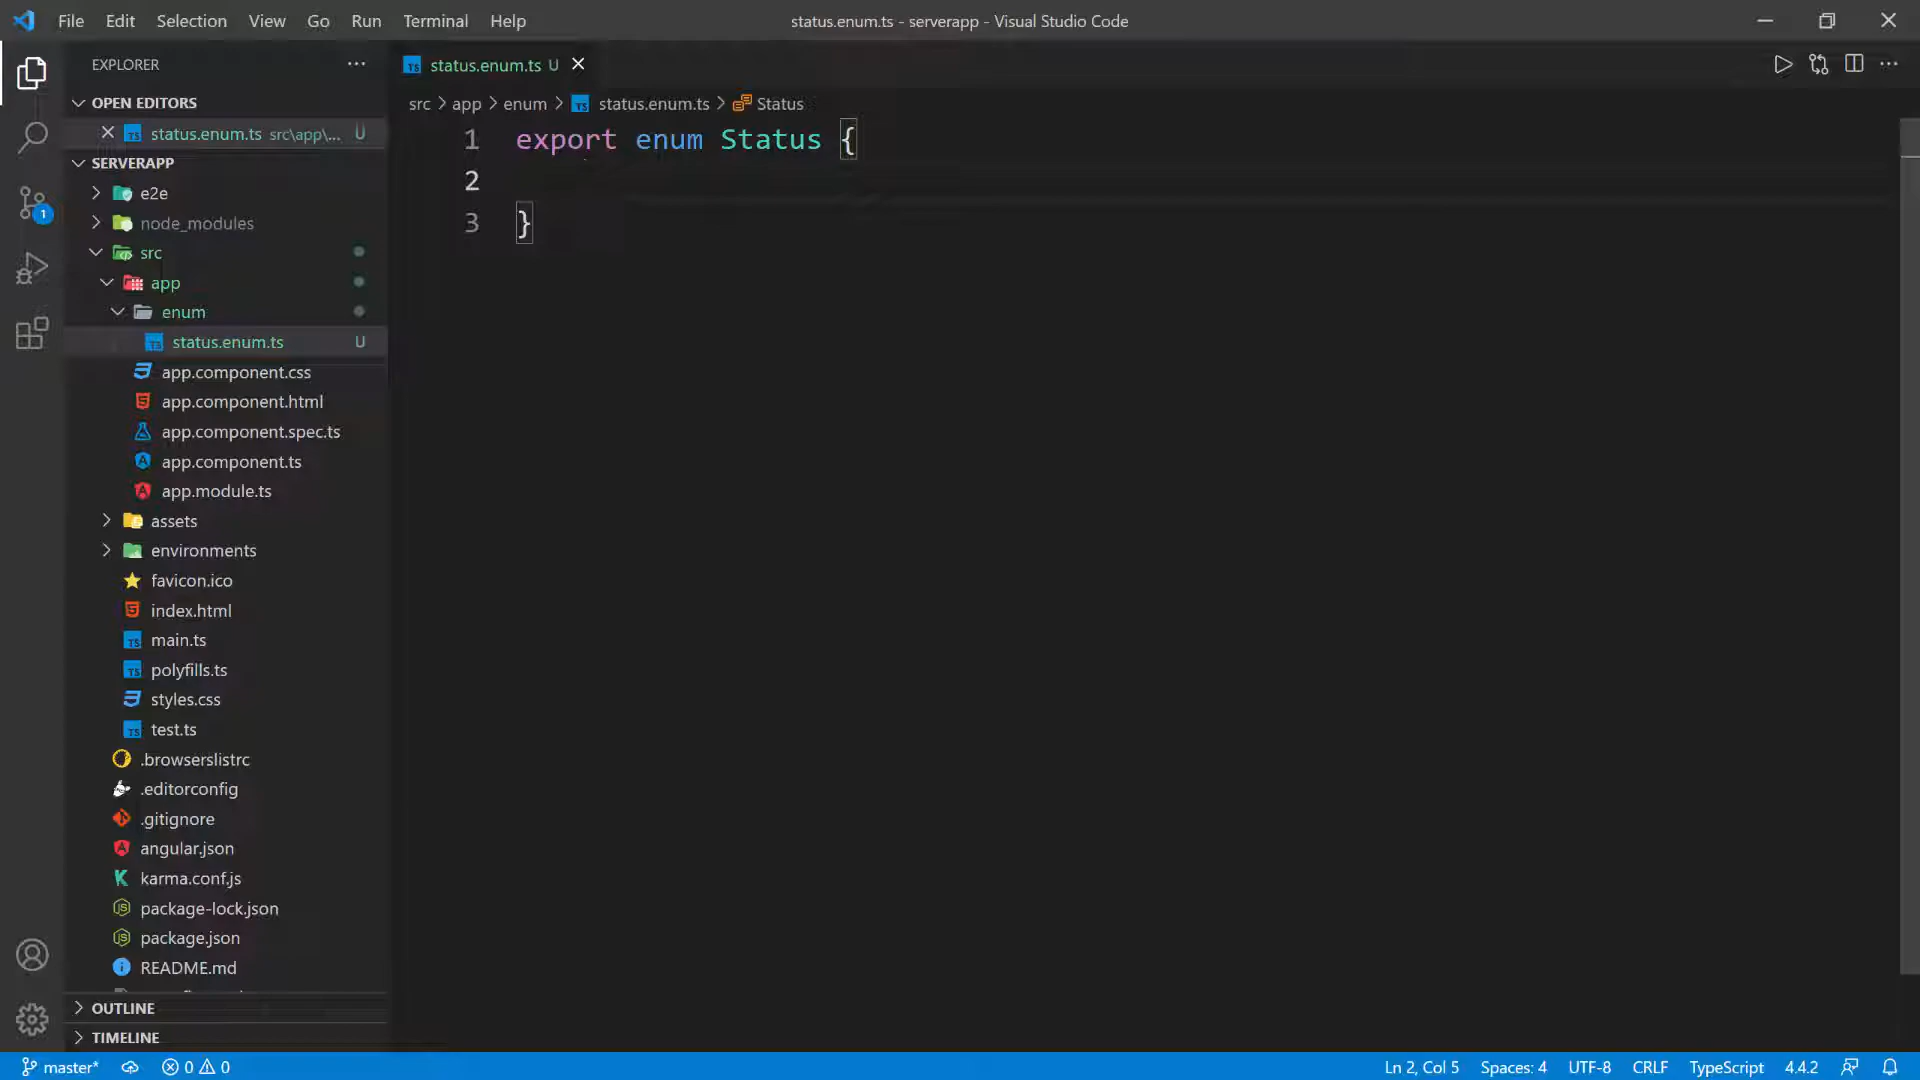 File Edit Selection View Go Run Terminal Help
status.enum.ts - serverapp - Visual Studio Code
EXPLORER
status.enum.ts U
OPEN EDITORS
status.enum.ts src\app\... U
SERVERAPP
e2e
node_modules
src
app
enum
status.enum.ts U
app.component.css
app.component.html
app.component.spec.ts
app.component.ts
app.module.ts
assets
environments
favicon.ico
index.html
main.ts
polyfills.ts
styles.css
test.ts
.browserslistrc
.editorconfig
.gitignore
angular.json
karma.conf.js
package-lock.json
package.json
README.md
OUTLINE
TIMELINE
src > app > enum > status.enum.ts > Status
1 export enum Status {
2
3 }
1
master* 0 0
Ln 2, Col 5 Spaces: 4 UTF-8 CRLF TypeScript 4.4.2